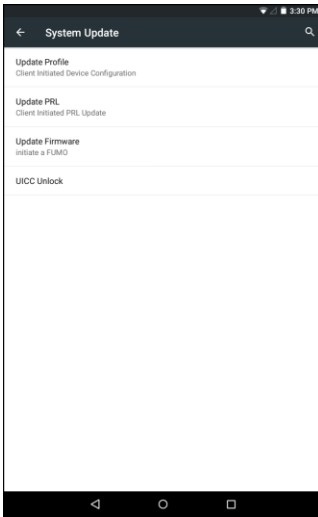 3:30 PM
System Update
Update Profile
Client Initiated Device Configuration
Update PRL
Client Initiated PRL Update
Update Firmware
initiate a FUMO
UICC Unlock